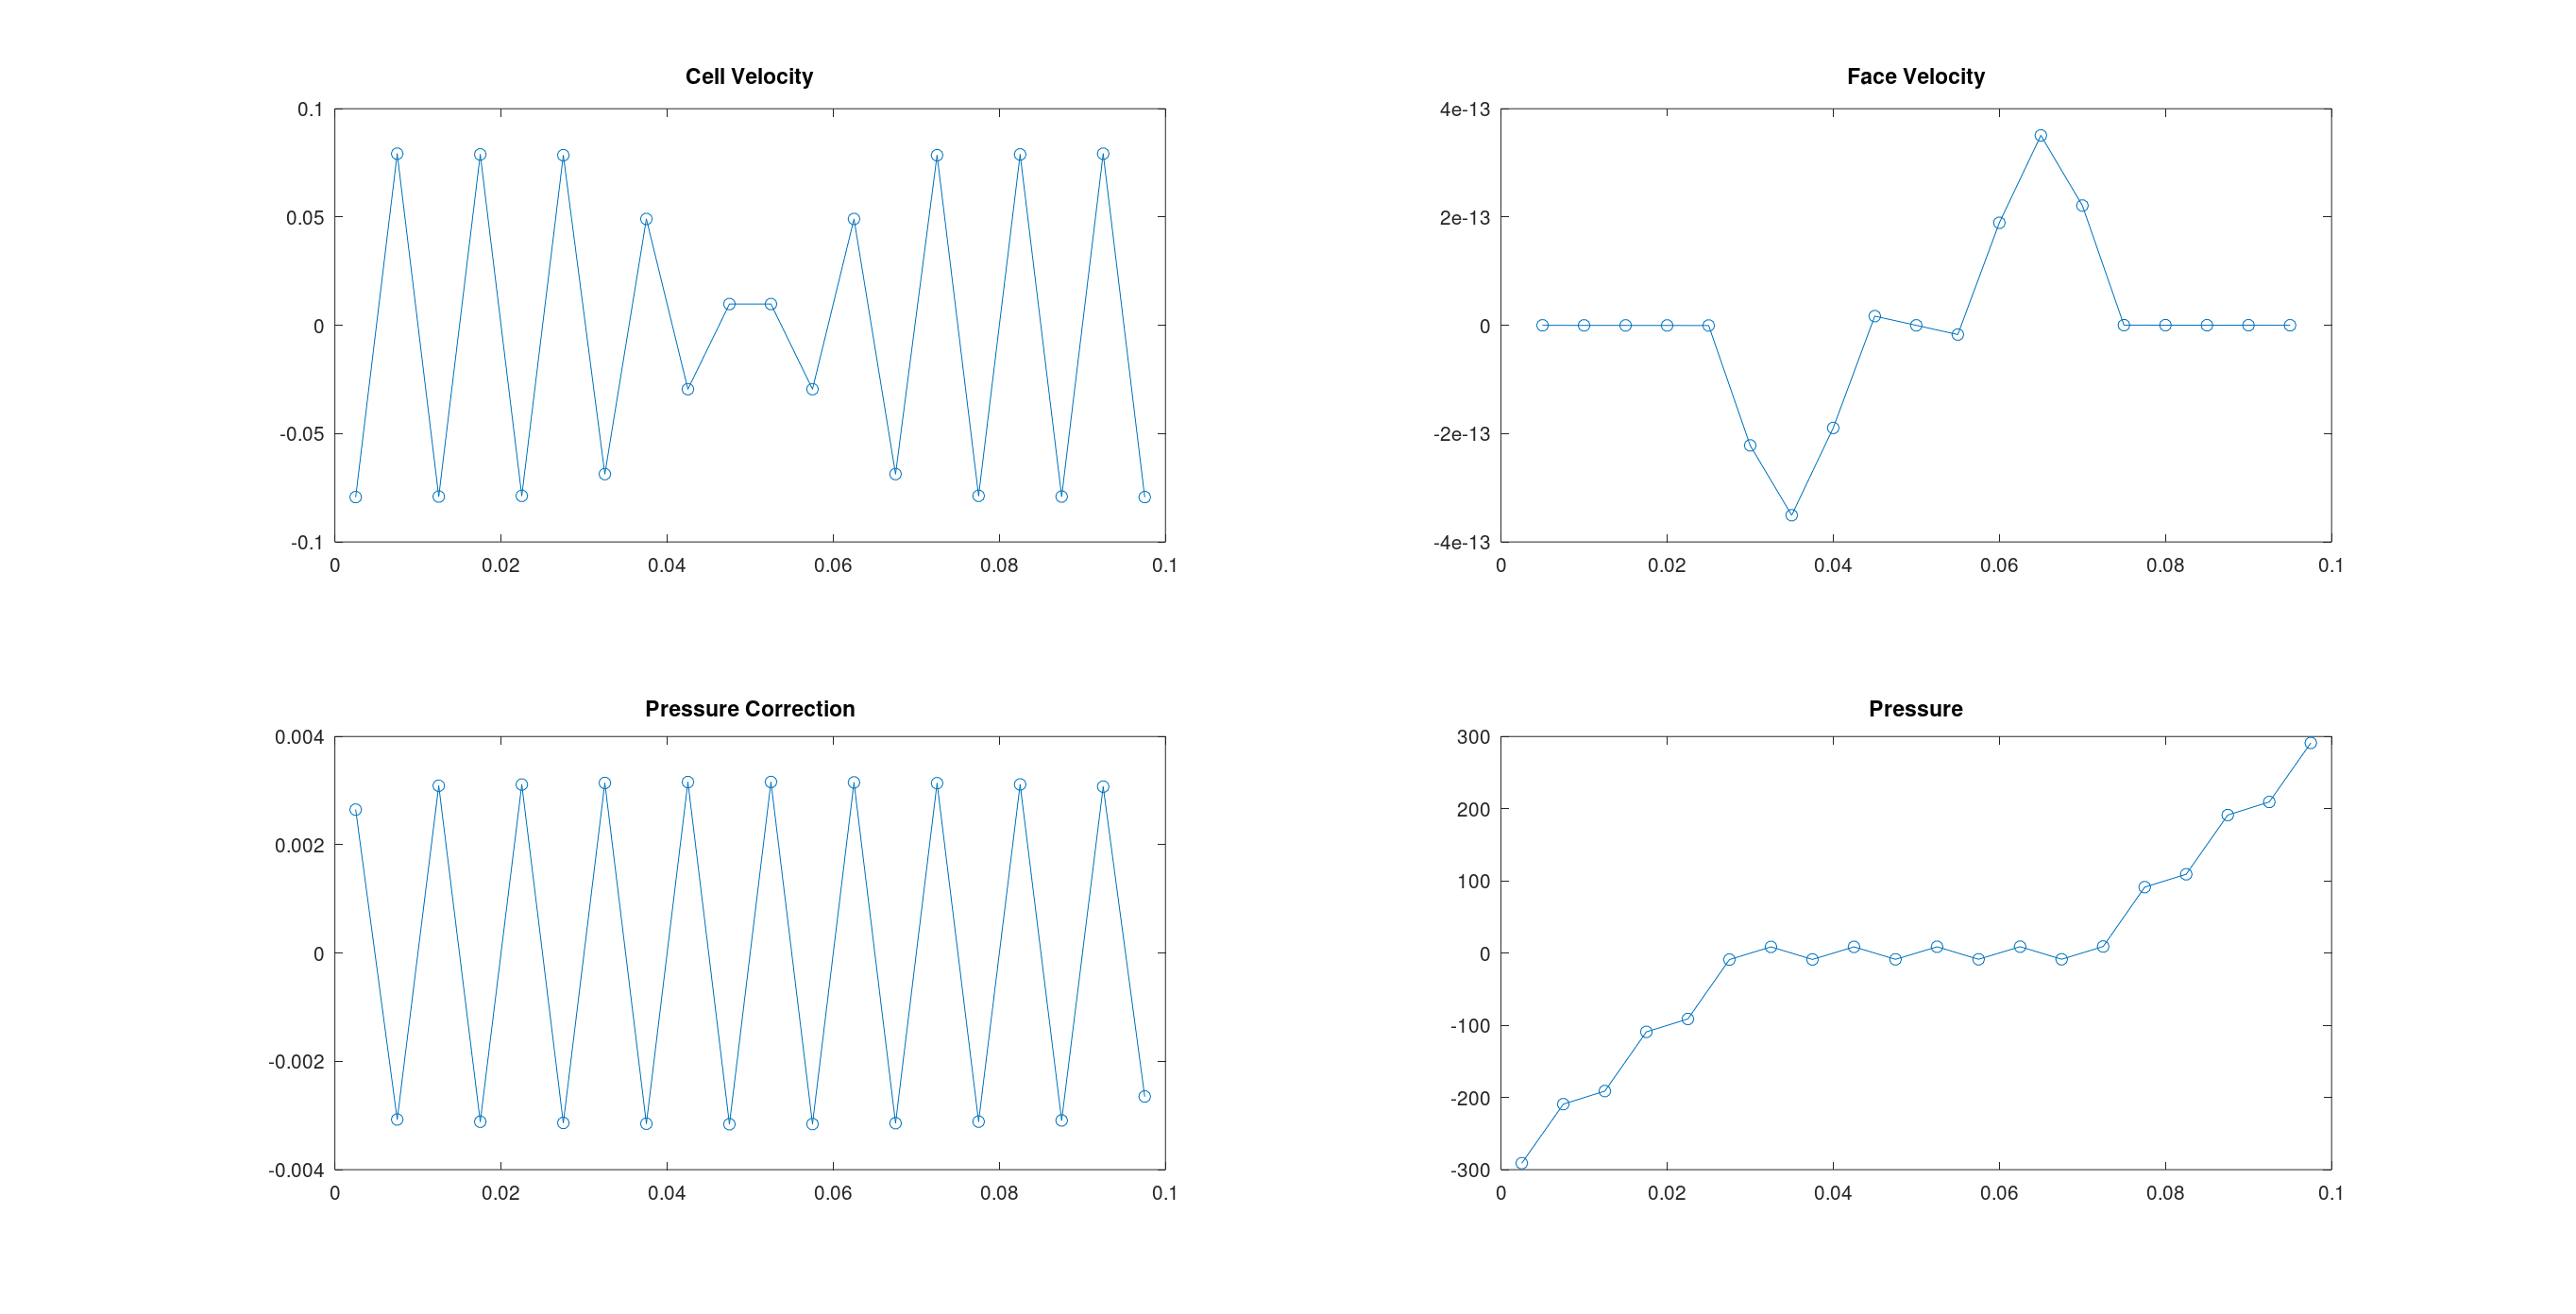 Cell Velocity
0.1
0.05
0
-0.05
-0.1
0 0.02 0.04 0.06 0.08 0.1
Face Velocity
4e-13
2e-13
0
-2e-13
-4e-13
0 0.02 0.04 0.06 0.08 0.1
Pressure Correction
0.004
0.002
0
-0.002
-0.004
0 0.02 0.04 0.06 0.08 0.1
Pressure
300
200
100
0
-100
-200
-300
0 0.02 0.04 0.06 0.08 0.1